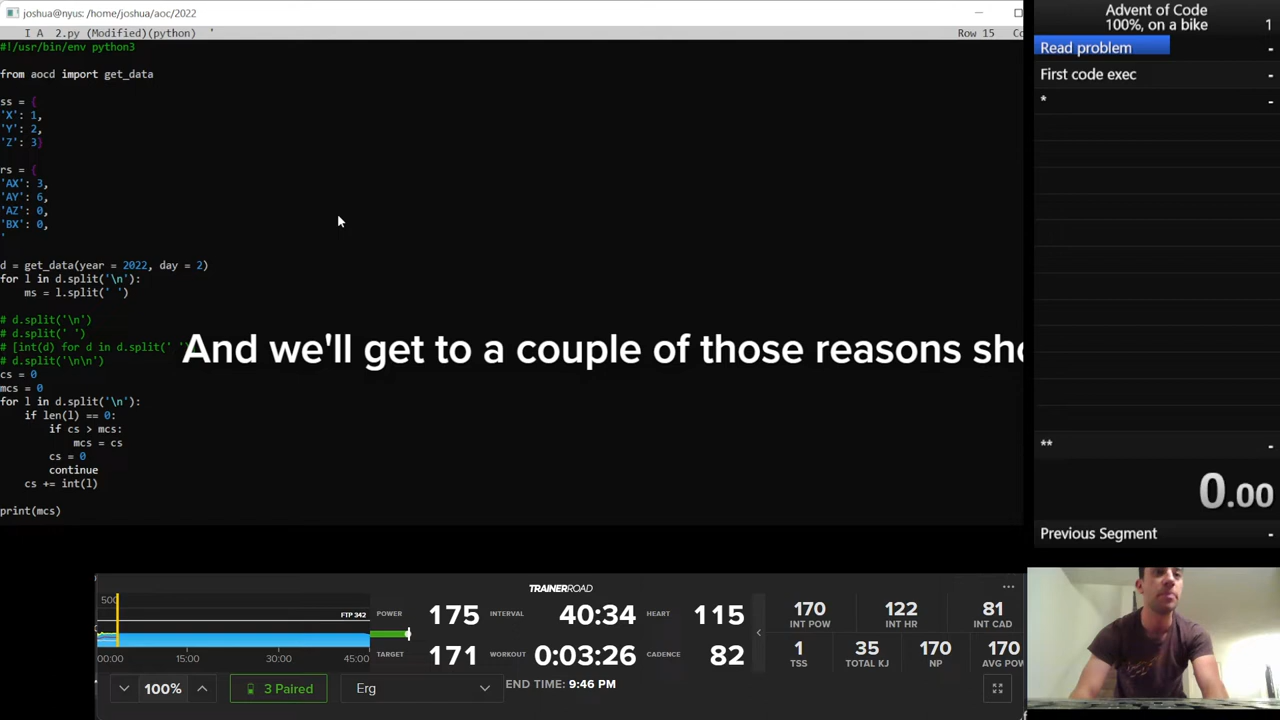 joshua@nyus: /home/joshua/aoc/2022
I A 2.py (Modified)(python) ' Row 15 Co
#!/usr/bin/env python3
from aocd import get_data
ss = {
'X': 1,
'Y': 2,
'Z': 3}
rs = {
'AX': 3,
'AY': 6,
'AZ': 0,
'BX': 0,
'
d = get_data(year = 2022, day = 2)
for l in d.split('\n'):
    ms = l.split(' ')
# d.split('\n')
# d.split(' ')
# [int(d) for d in d.split(' '
# d.split('\n\n')
cs = 0
mcs = 0
for l in d.split('\n'):
    if len(l) == 0:
        if cs > mcs:
            mcs = cs
        cs = 0
        continue
    cs += int(l)
print(mcs)
And we'll get to a couple of those reasons sho
Advent of Code
100%, on a bike 1
Read problem -
First code exec -
* -
** -
0.00
Previous Segment -
TRAINERROAD
500
FTP 342
00:00 15:00 30:00 45:00
POWER 175 INTERVAL 40:34 HEART 115
TARGET 171 WORKOUT 0:03:26 CADENCE 82
170 122 81
INT POW INT HR INT CAD
1 35 170 170
TSS TOTAL KJ NP AVG POW
100% 3 Paired Erg END TIME: 9:46 PM